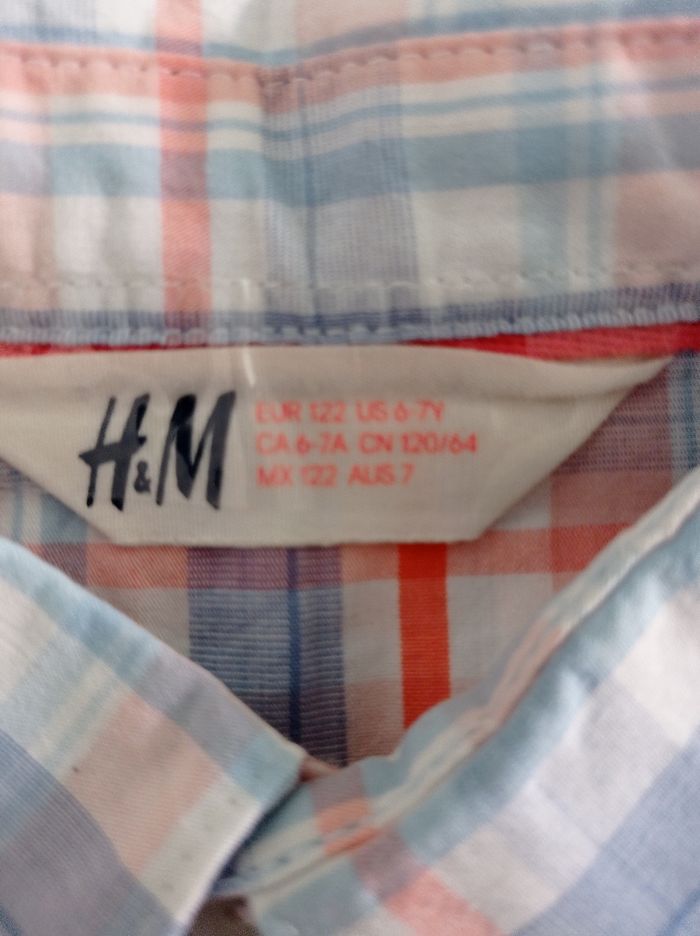 H&M
EUR 122 US 6-7Y
CA 6-7A CN 120/64
MX 122 AUS 7